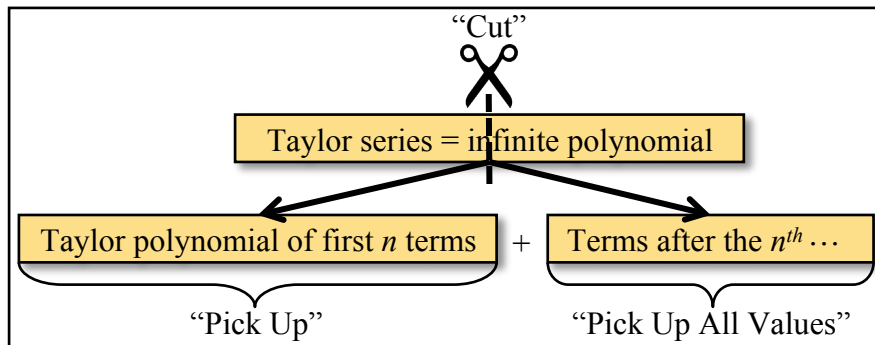 “Cut”
Taylor series = infinite polynomial
Taylor polynomial of first n terms + Terms after the nth ···
“Pick Up” “Pick Up All Values”